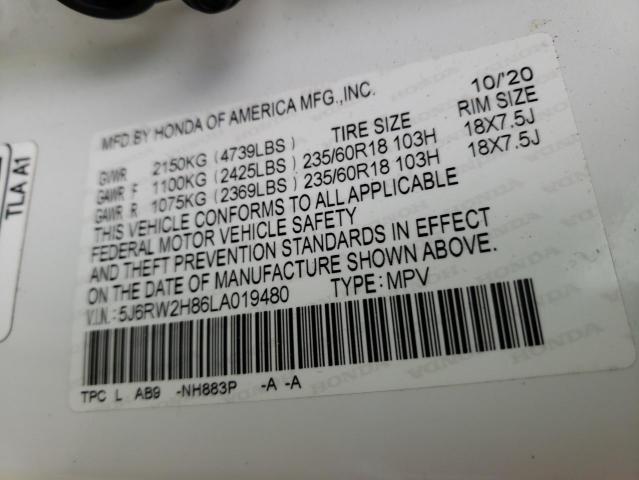 MFD.BY HONDA OF AMERICA MFG.,INC. 10/'20
TIRE SIZE RIM SIZE
GVWR 2150KG (4739LBS)
GAWR F 1100KG (2425LBS) 235/60R18 103H 18X7.5J
GAWR R 1075KG (2369LBS) 235/60R18 103H 18X7.5J
THIS VEHICLE CONFORMS TO ALL APPLICABLE
FEDERAL MOTOR VEHICLE SAFETY
AND THEFT PREVENTION STANDARDS IN EFFECT
ON THE DATE OF MANUFACTURE SHOWN ABOVE.
V.I.N.: 5J6RW2H86LA019480 TYPE: MPV
TPC L AB9 -NH883P -A -A
TLA A1